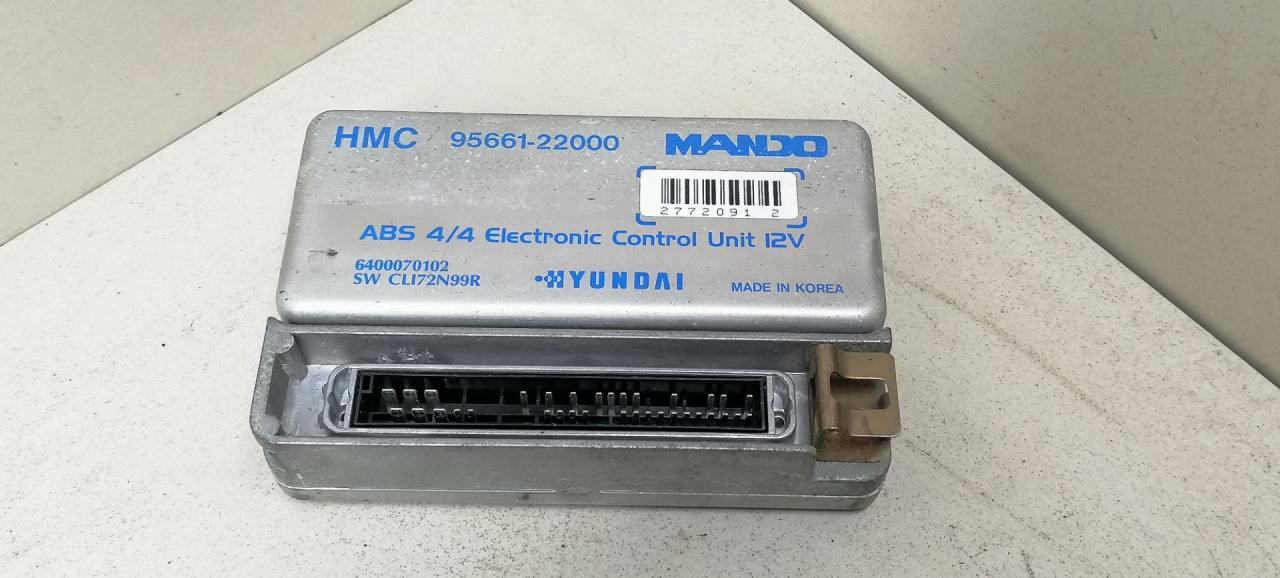 HMC 95661-22000 MANDO
2772091 2
ABS 4/4 Electronic Control Unit 12V
6400070102
SW CLI72N99R
HYUNDAI
MADE IN KOREA